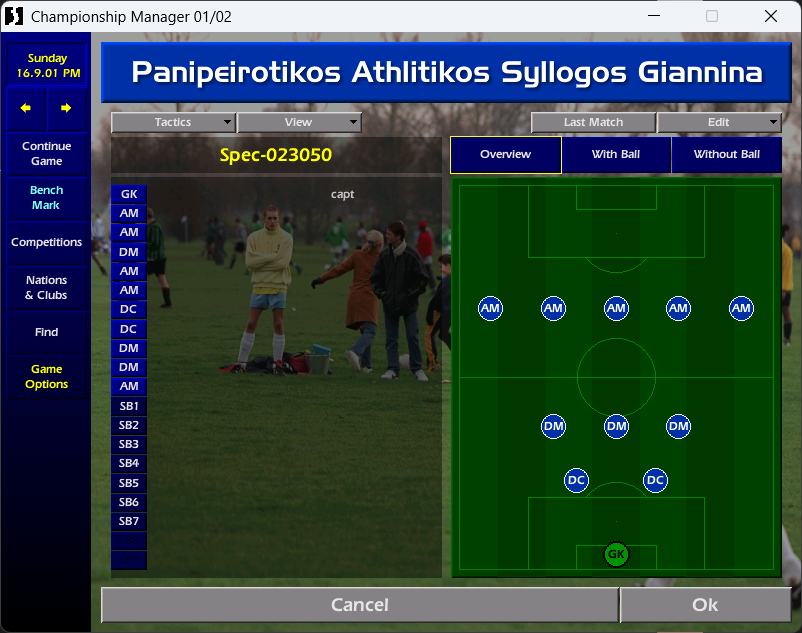 Championship Manager 01/02
Sunday
16.9.01 PM
Continue
Game
Bench
Mark
Competitions
Nations
& Clubs
Find
Game
Options
Panipeirotikos Athlitikos Syllogos Giannina
Tactics
View
Last Match
Edit
Spec-023050
Overview
With Ball
Without Ball
GK
capt
AM
AM
DM
AM
AM
DC
DC
DM
DM
AM
SB1
SB2
SB3
SB4
SB5
SB6
SB7
AM AM AM AM AM
DM DM DM
DC DC
GK
Cancel
Ok